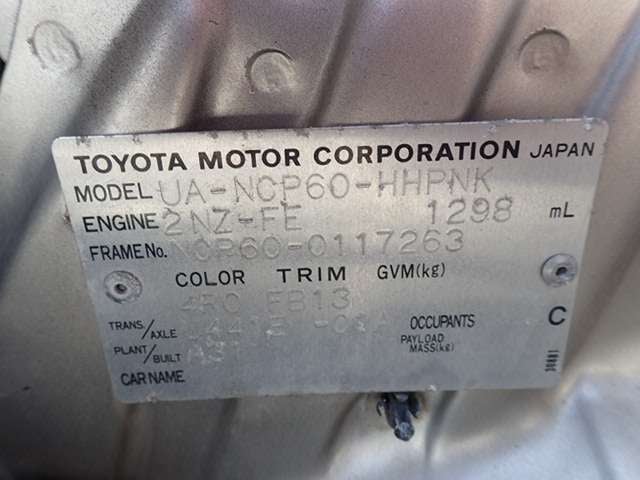 TOYOTA MOTOR CORPORATION JAPAN
MODEL UA-NCP60-HHPNK
ENGINE 2NZ-FE 1298 mL
FRAME No. NCP60-0117263
COLOR TRIM GVM(kg)
FB13
TRANS/AXLE OCCUPANTS C
PLANT/BUILT PAYLOAD MASS(kg)
CAR NAME